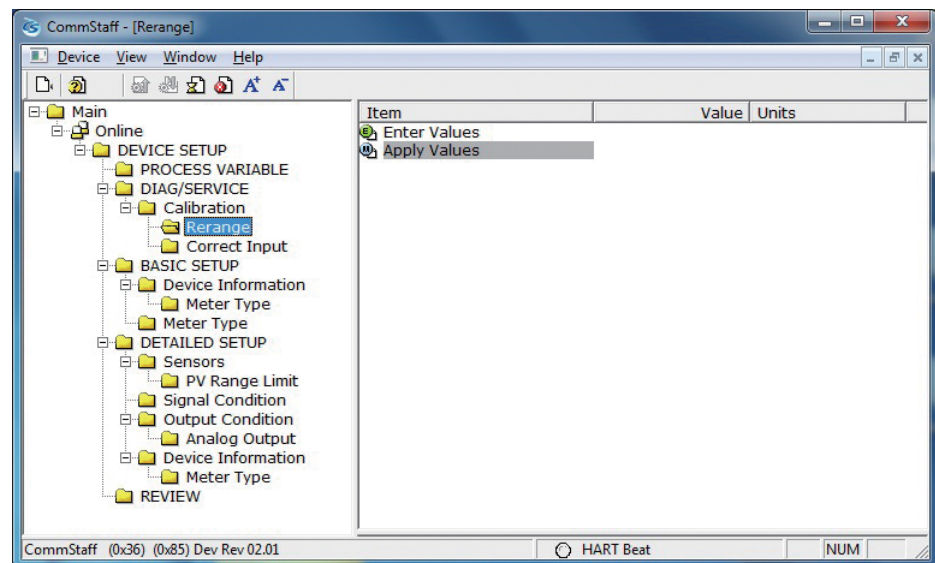 CommStaff - [Rerange]
Device View Window Help
Main
Online
DEVICE SETUP
PROCESS VARIABLE
DIAG/SERVICE
Calibration
Rerange
Correct Input
BASIC SETUP
Device Information
Meter Type
Meter Type
DETAILED SETUP
Sensors
PV Range Limit
Signal Condition
Output Condition
Analog Output
Device Information
Meter Type
REVIEW
Item Value Units
Enter Values
Apply Values
CommStaff (0x36) (0x85) Dev Rev 02.01 HART Beat NUM